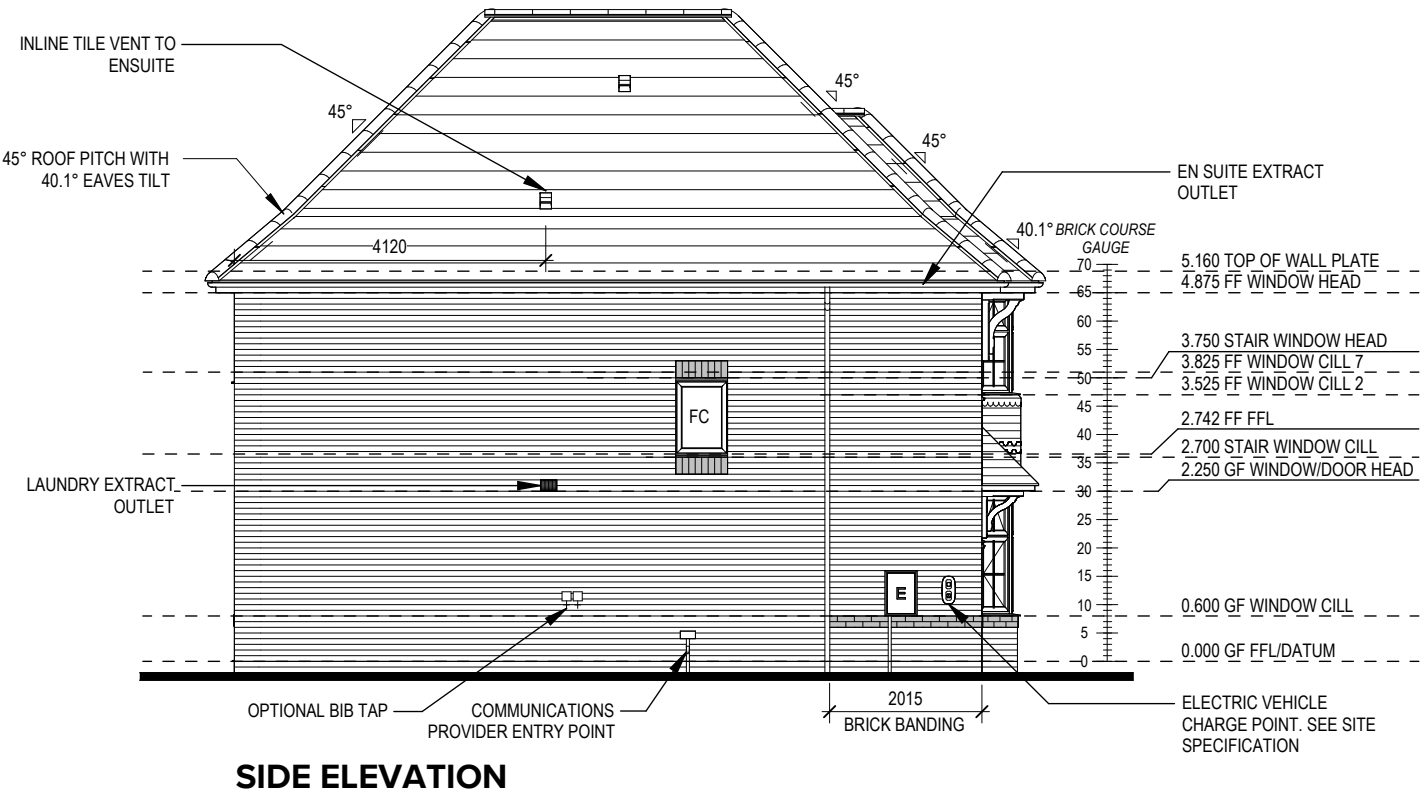 INLINE TILE VENT TO
ENSUITE
45°
45°
45°
45° ROOF PITCH WITH
40.1° EAVES TILT
EN SUITE EXTRACT
OUTLET
40.1°
BRICK COURSE
GAUGE
4120
70
65
60
55
50
45
40
35
30
25
20
15
10
5
0
5.160 TOP OF WALL PLATE
4.875 FF WINDOW HEAD
3.750 STAIR WINDOW HEAD
3.825 FF WINDOW CILL 7
3.525 FF WINDOW CILL 2
2.742 FF FFL
2.700 STAIR WINDOW CILL
2.250 GF WINDOW/DOOR HEAD
FC
LAUNDRY EXTRACT
OUTLET
E
0.600 GF WINDOW CILL
0.000 GF FFL/DATUM
OPTIONAL BIB TAP
COMMUNICATIONS
PROVIDER ENTRY POINT
2015
BRICK BANDING
ELECTRIC VEHICLE
CHARGE POINT. SEE SITE
SPECIFICATION
SIDE ELEVATION